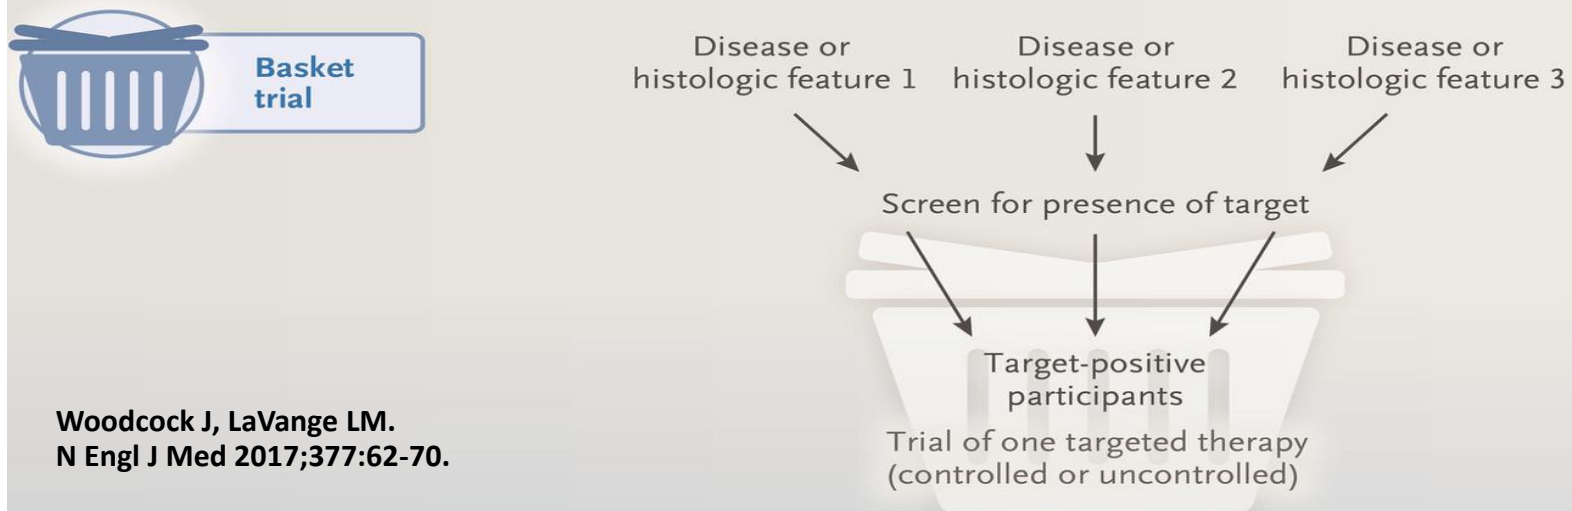 Basket
trial
Disease or
histologic feature 1
Disease or
histologic feature 2
Disease or
histologic feature 3
Screen for presence of target
Target-positive
participants
Trial of one targeted therapy
(controlled or uncontrolled)
Woodcock J, LaVange LM.
N Engl J Med 2017;377:62-70.